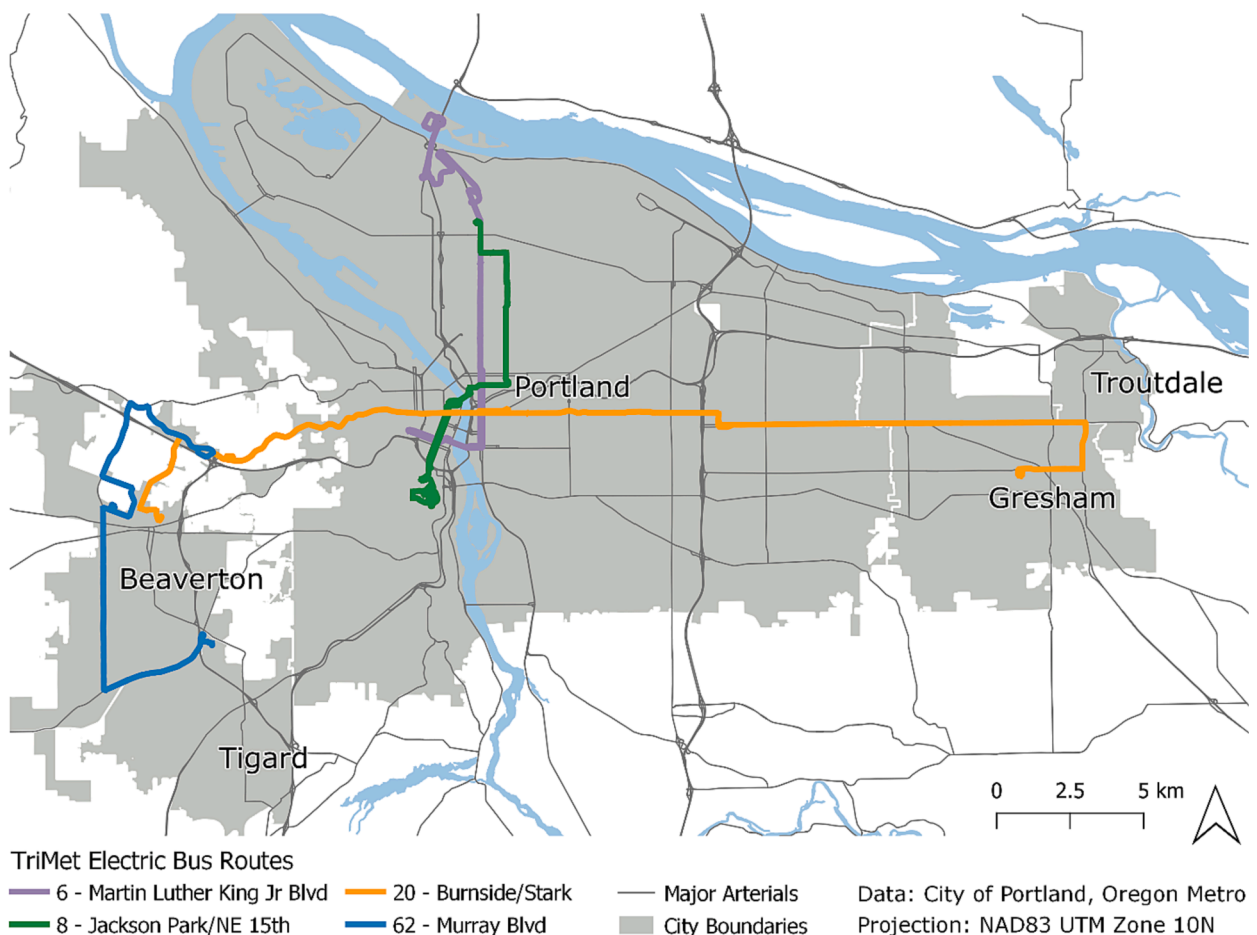 Portland
Troutdale
Gresham
Beaverton
Tigard
0 2.5 5 km
TriMet Electric Bus Routes
6 - Martin Luther King Jr Blvd
20 - Burnside/Stark
Major Arterials
Data: City of Portland, Oregon Metro
8 - Jackson Park/NE 15th
62 - Murray Blvd
City Boundaries
Projection: NAD83 UTM Zone 10N